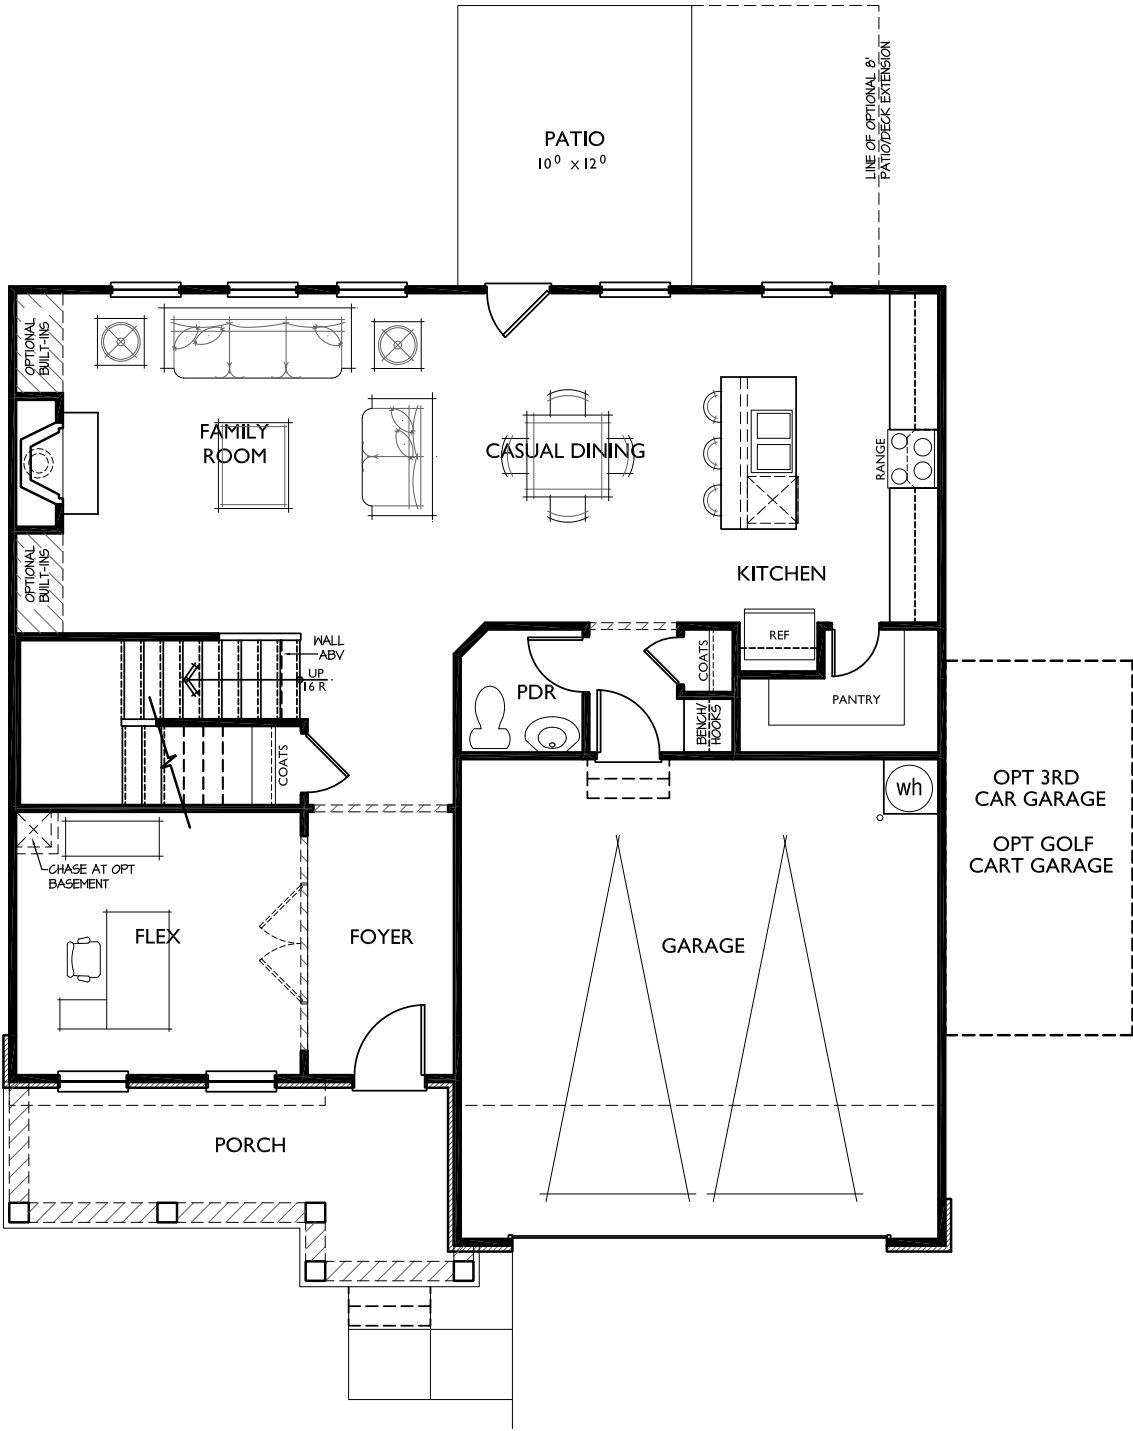 LINE OF OPTIONAL 8'
PATIO/DECK EXTENSION
PATIO
10⁰ x 12⁰
OPTIONAL
BUILT-INS
FAMILY
ROOM
CASUAL DINING
RANGE
OPTIONAL
BUILT-INS
KITCHEN
WALL
ABV
UP
16 R
REF
COATS
PDR
PANTRY
BENCH/
HOOKS
COATS
wh
OPT 3RD
CAR GARAGE
OPT GOLF
CART GARAGE
CHASE AT OPT
BASEMENT
FLEX
FOYER
GARAGE
PORCH